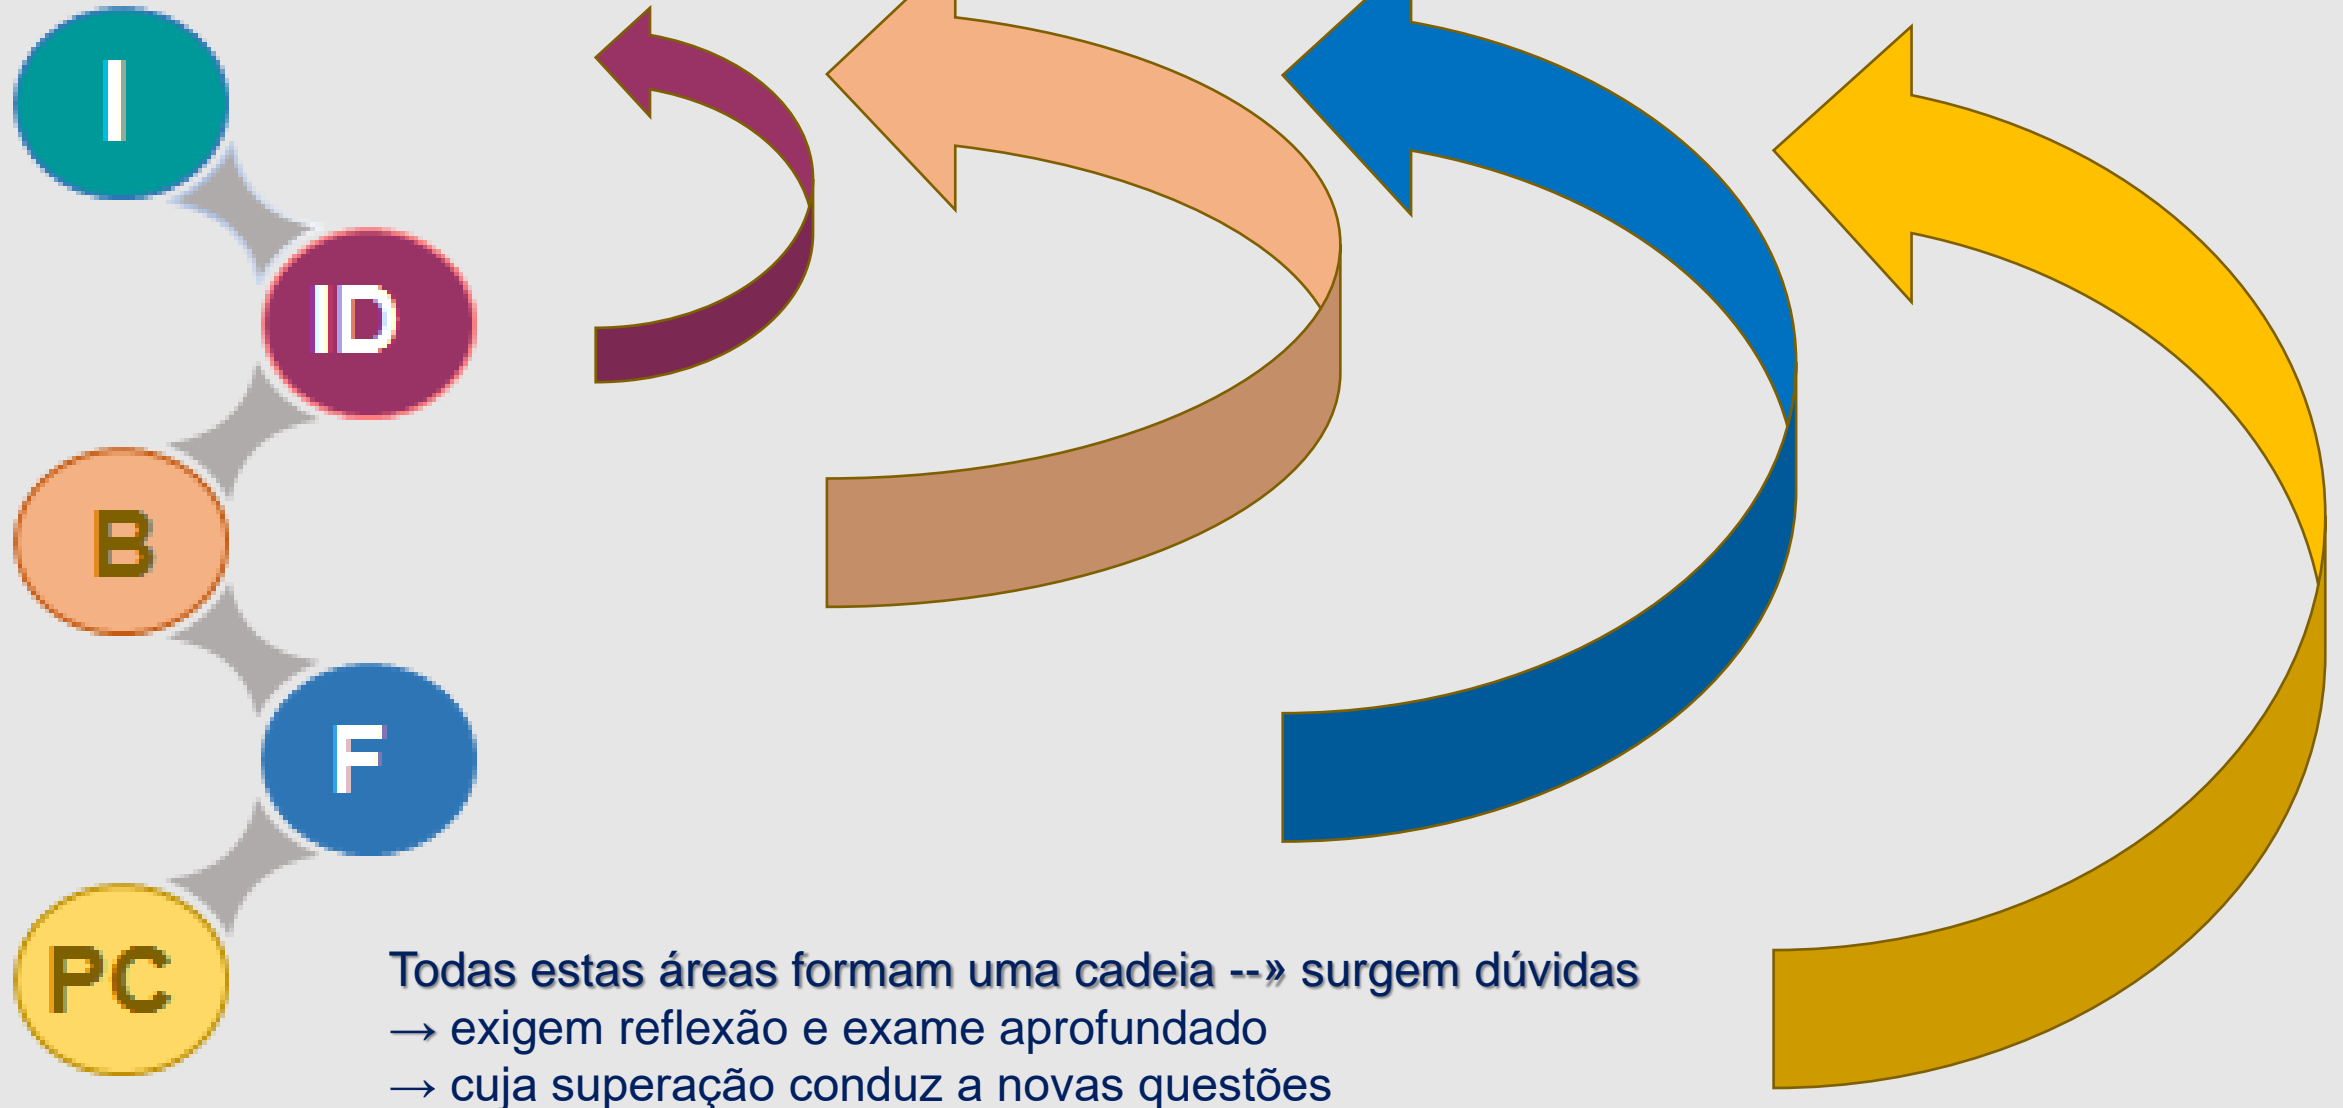 I
ID
B
F
PC
Todas estas áreas formam uma cadeia --» surgem dúvidas
→ exigem reflexão e exame aprofundado
→ cuja superação conduz a novas questões